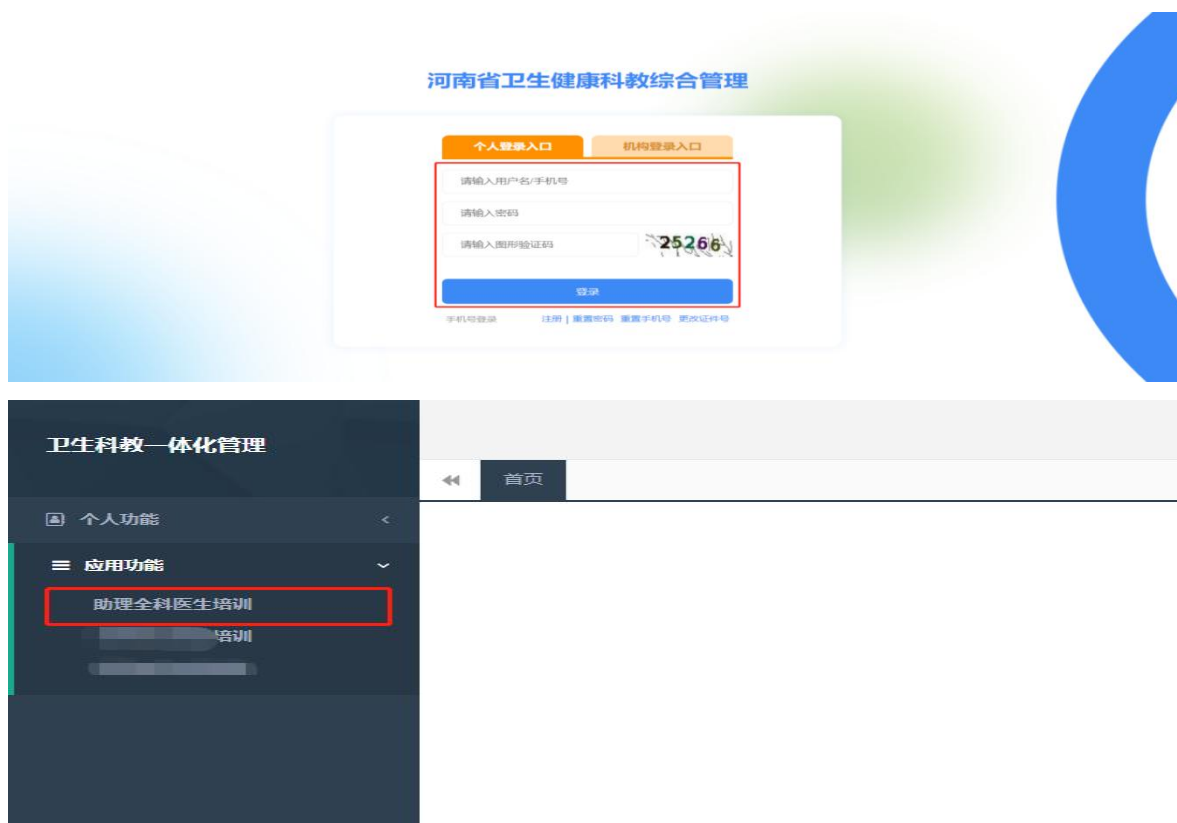 河南省卫生健康科教综合管理
个人登录入口 机构登录入口
请输入用户名/手机号
请输入密码
请输入图形验证码 25266
登录
手机号登录 注册 | 重置密码 重置手机号 更改证件号
卫生科教一体化管理
首页
个人功能
应用功能
助理全科医生培训
培训